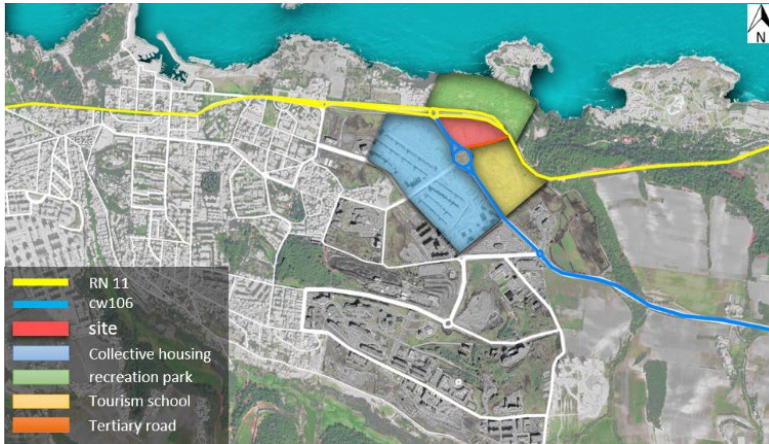 N
RN 11
cw106
site
Collective housing
recreation park
Tourism school
Tertiary road